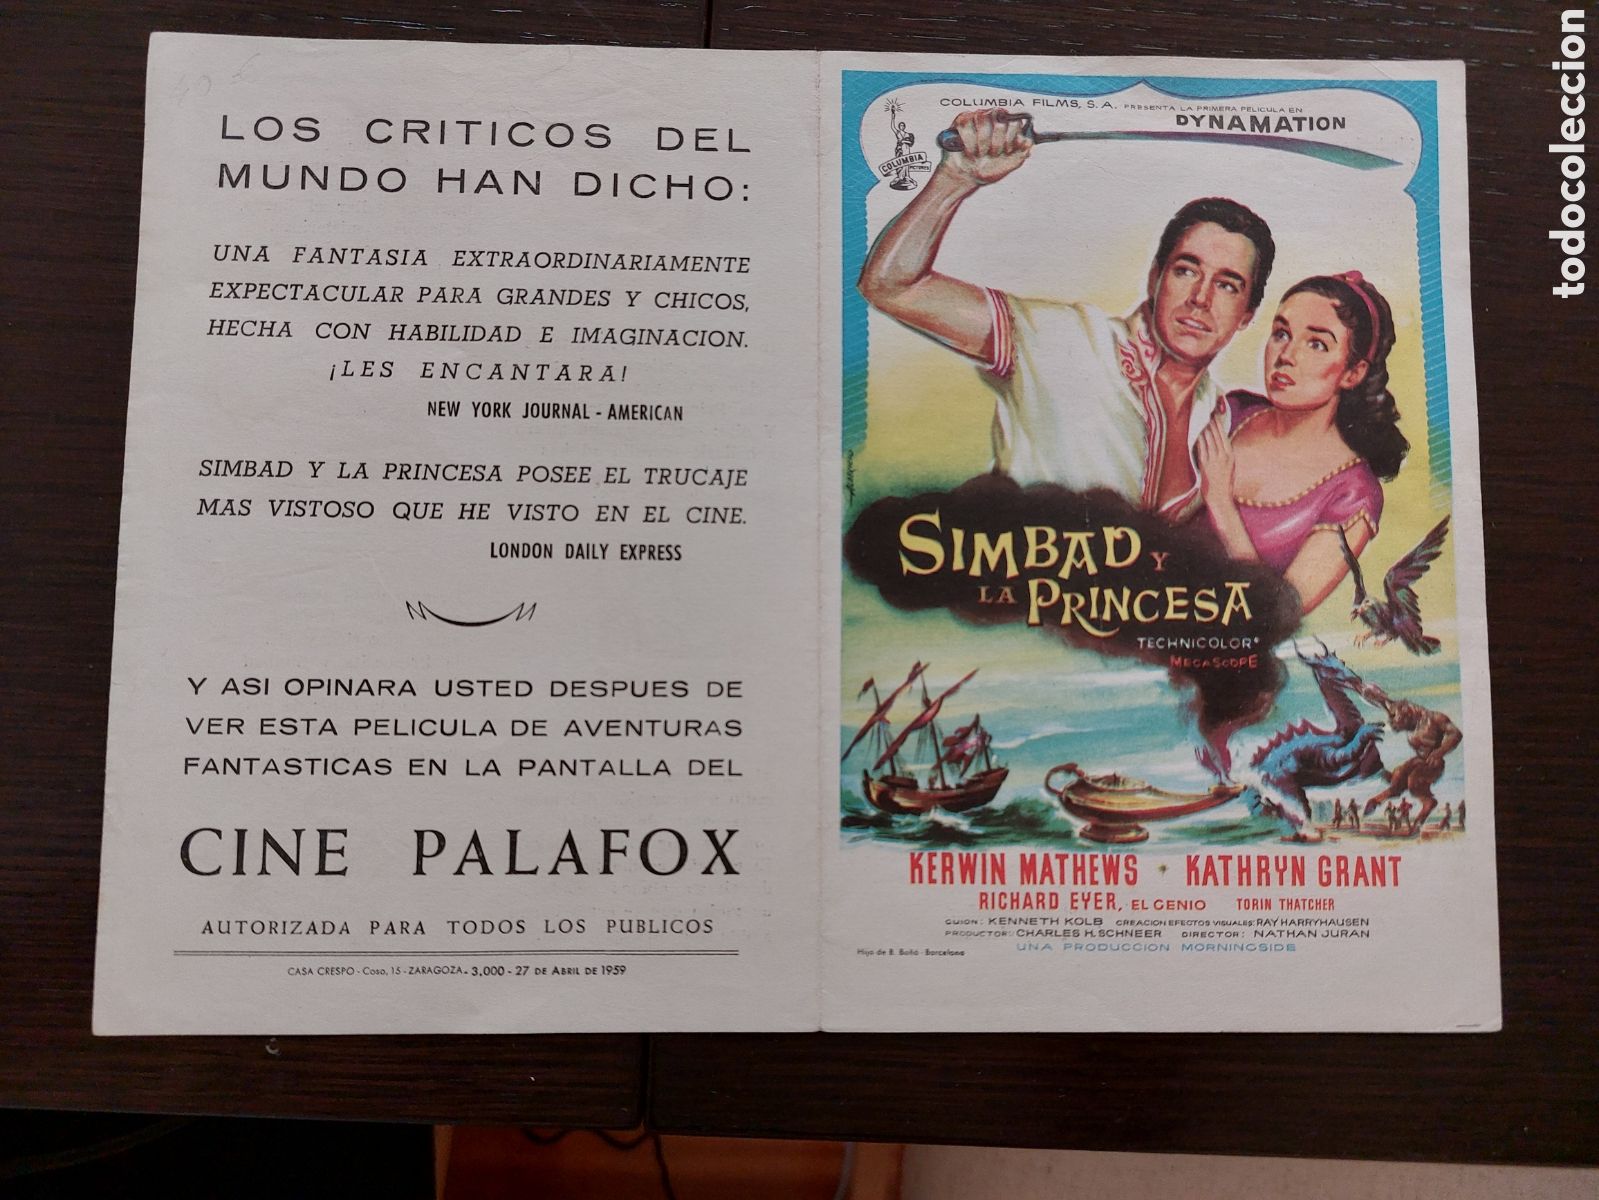 LOS CRITICOS DEL
MUNDO HAN DICHO:
UNA FANTASIA EXTRAORDINARIAMENTE
EXPECTACULAR PARA GRANDES Y CHICOS,
HECHA CON HABILIDAD E IMAGINACION.
¡LES ENCANTARA!
NEW YORK JOURNAL - AMERICAN
SIMBAD Y LA PRINCESA POSEE EL TRUCAJE
MAS VISTOSO QUE HE VISTO EN EL CINE.
LONDON DAILY EXPRESS
Y ASI OPINARA USTED DESPUES DE
VER ESTA PELICULA DE AVENTURAS
FANTASTICAS EN LA PANTALLA DEL
CINE PALAFOX
AUTORIZADA PARA TODOS LOS PUBLICOS
CASA CRESPO - Coso, 15 - ZARAGOZA - 3,000 - 27 DE ABRIL DE 1959
COLUMBIA FILMS, S.A. PRESENTA LA PRIMERA PELICULA EN
DYNAMATION
COLUMBIA
PICTURES
SIMBAD Y
LA PRINCESA
TECHNICOLOR
MEGASCOPE
KERWIN MATHEWS · KATHRYN GRANT
RICHARD EYER, EL GENIO TORIN THATCHER
GUION: KENNETH KOLB CREACION EFECTOS VISUALES: RAY HARRYHAUSEN
PRODUCTOR: CHARLES H. SCHNEER DIRECTOR: NATHAN JURAN
UNA PRODUCCION MORNINGSIDE
Hijo de B. Baño - Barcelona
todocoleccion